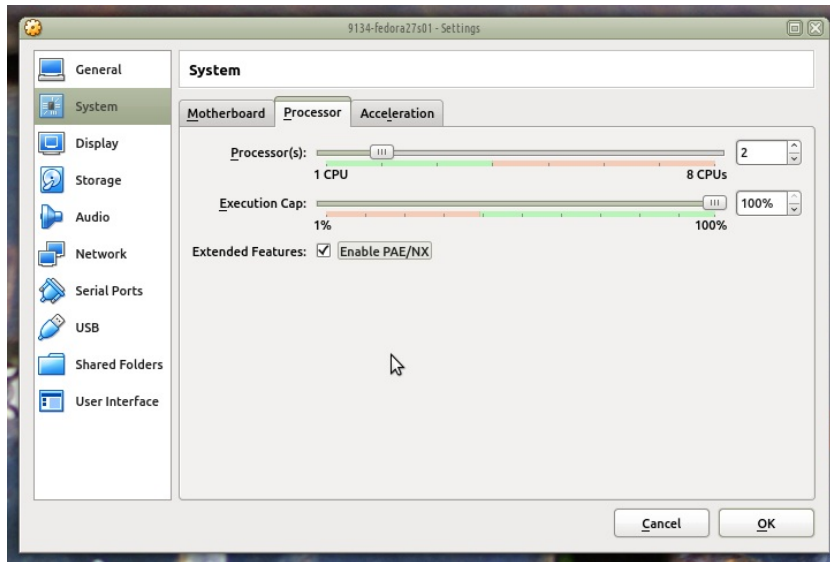 9134-fedora27s01 - Settings
General
System
Display
Storage
Audio
Network
Serial Ports
USB
Shared Folders
User Interface
System
Motherboard Processor Acceleration
Processor(s): 2
1 CPU 8 CPUs
Execution Cap: 100%
1% 100%
Extended Features: Enable PAE/NX
Cancel OK